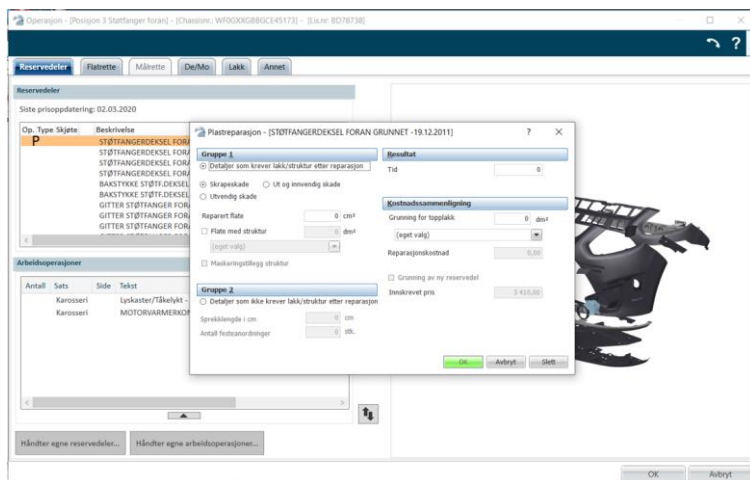 Operasjon - [Posisjon 3 Støtfanger foran] - [Chassisnr.: WF0GXXGBBGCE45173] - [Lis.nr: BD76738]
?
Reservedeler Flatrette Målrette De/Mo Lakk Annet
Reservedeler
Siste prisoppdatering: 02.03.2020
Op. Type Skjøte Beskrivelse
P STØTFANGERDEKSEL FORA
STØTFANGERDEKSEL FORA
STØTFANGERDEKSEL FORA
STØTFANGERDEKSEL FORA
BAKSTYKKE STØTF.DEKSEL
BAKSTYKKE STØTF.DEKSEL
GITTER STØTFANGER FOR
GITTER STØTFANGER FOR
GITTER STØTFANGER FOR
Arbeidsoperasjoner
Antall Sats Side Tekst
Karosseri Lyskaster/Tåkelykt -
Karosseri MOTORVARMERKON
Håndter egne reservedeler... Håndter egne arbeidsoperasjoner...
OK Avbryt
Plastreparasjon - [STØTFANGERDEKSEL FORAN GRUNNET -19.12.2011] ?
Gruppe 1
Detaljer som krever lakk/struktur etter reparasjon
Skrapeskade Ut og innvendig skade
Utvendig skade
Reparert flate 0 cm²
Flate med struktur 0 dm²
(eget valg)
Maskeringstillegg struktur
Gruppe 2
Detaljer som ikke krever lakk/struktur etter reparasjon
Sprekklengde i cm 0 cm
Antall festeanordninger 0 stk.
Resultat
Tid 0
Kostnadssammenligning
Grunning for topplakk 0 dm²
(eget valg)
Reparasjonskostnad 0,00
Grunning av ny reservedel
Innskrevet pris 3 410,00
OK Avbryt Slett